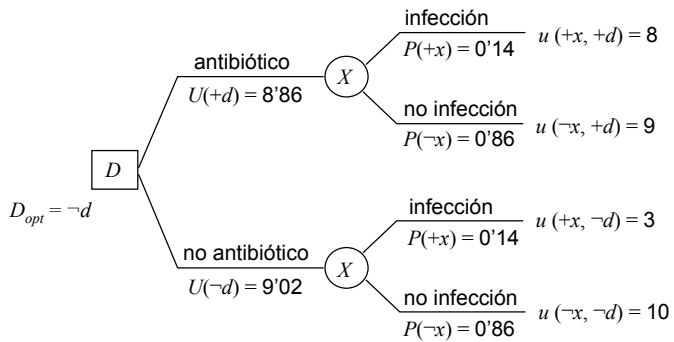 infección
P(+x) = 0'14
u (+x, +d) = 8
antibiótico
U(+d) = 8'86
X
no infección
P(¬x) = 0'86
u (¬x, +d) = 9
D
D_opt = ¬d
infección
P(+x) = 0'14
u (+x, ¬d) = 3
no antibiótico
U(¬d) = 9'02
X
no infección
P(¬x) = 0'86
u (¬x, ¬d) = 10